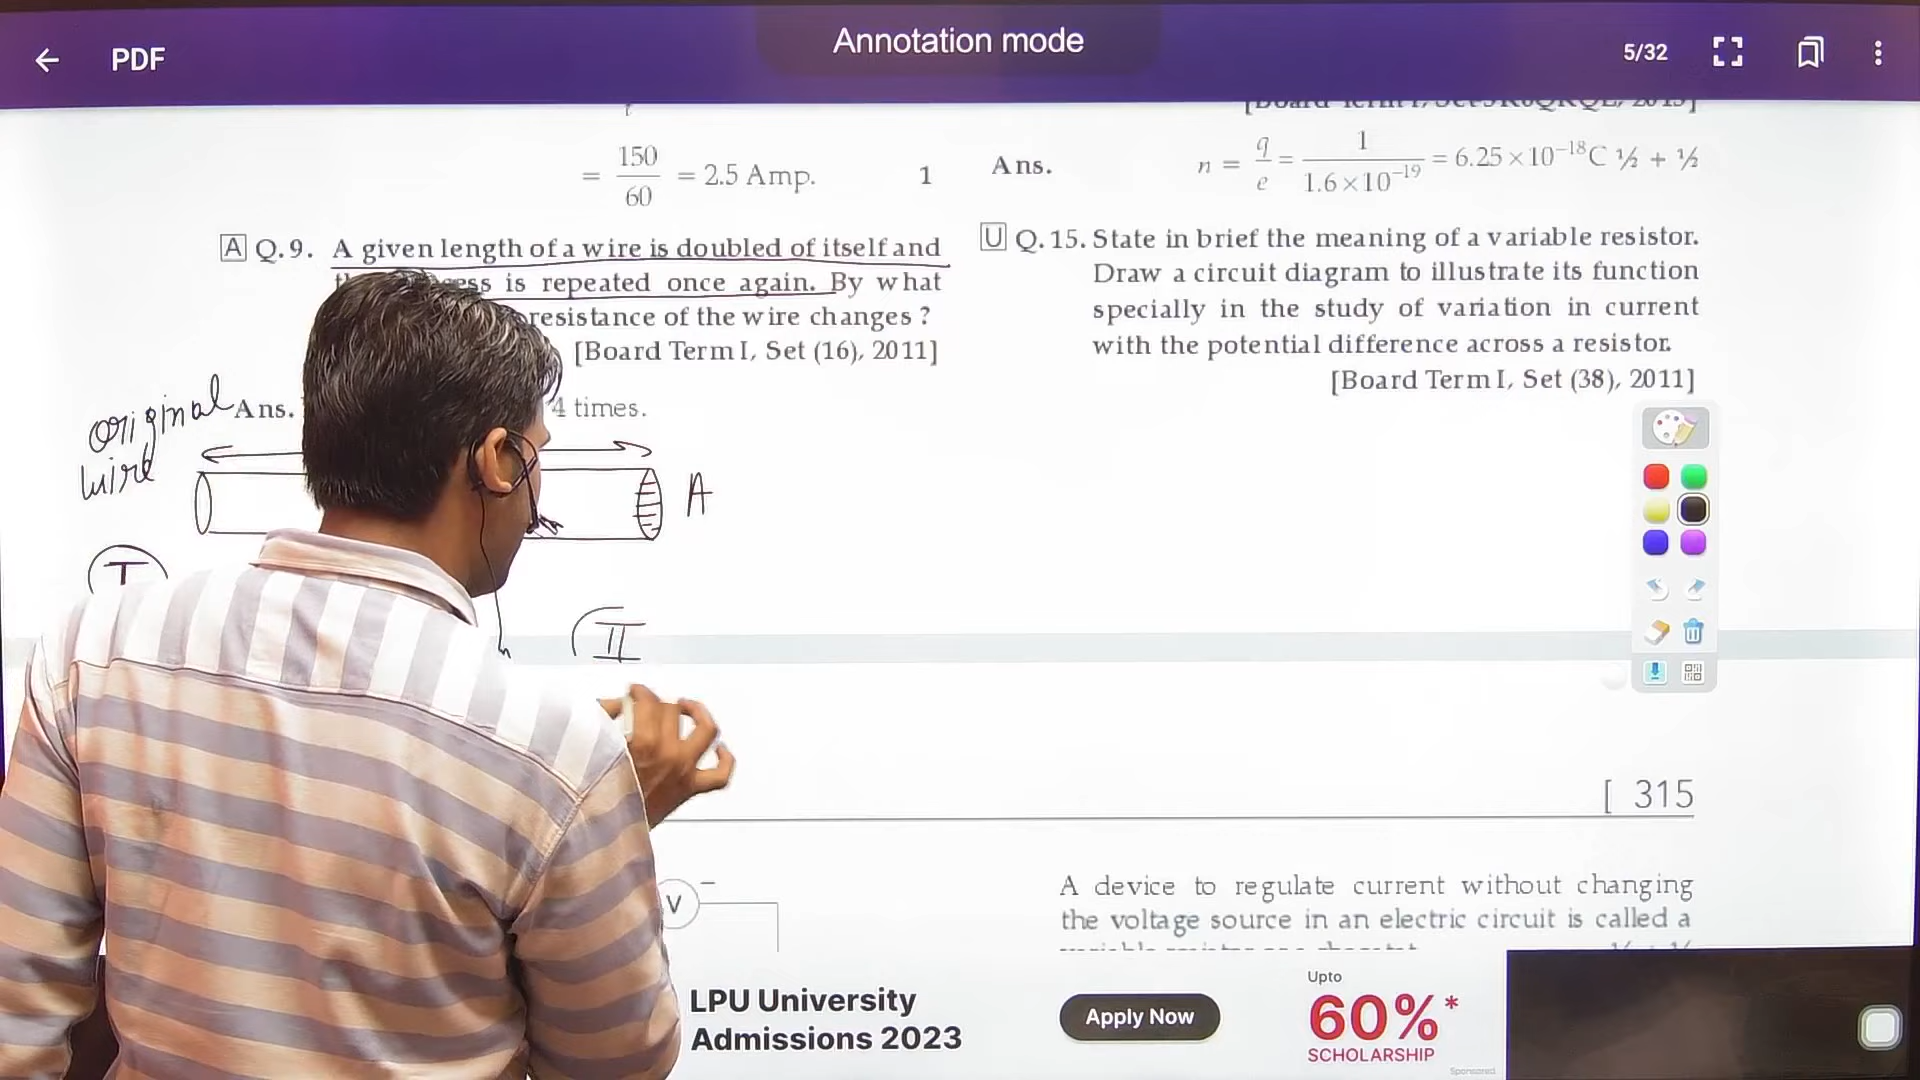 Annotation mode
PDF
5/32
= 150/60 = 2.5 Amp. 1
A Q. 9. A given length of a wire is doubled of itself and
is repeated once again. By what
resistance of the wire changes ?
[Board Term I, Set (16), 2011]
Ans. 4 times.
original
wire
A
I
II
Ans. n = q/e = 1/1.6×10⁻¹⁹ = 6.25×10⁻¹⁸C ½ + ½
U Q. 15. State in brief the meaning of a variable resistor.
Draw a circuit diagram to illustrate its function
specially in the study of variation in current
with the potential difference across a resistor.
[Board Term I, Set (38), 2011]
[ 315
V
A device to regulate current without changing
the voltage source in an electric circuit is called a
LPU University
Admissions 2023
Apply Now
Upto
60%*
SCHOLARSHIP
Sponsored